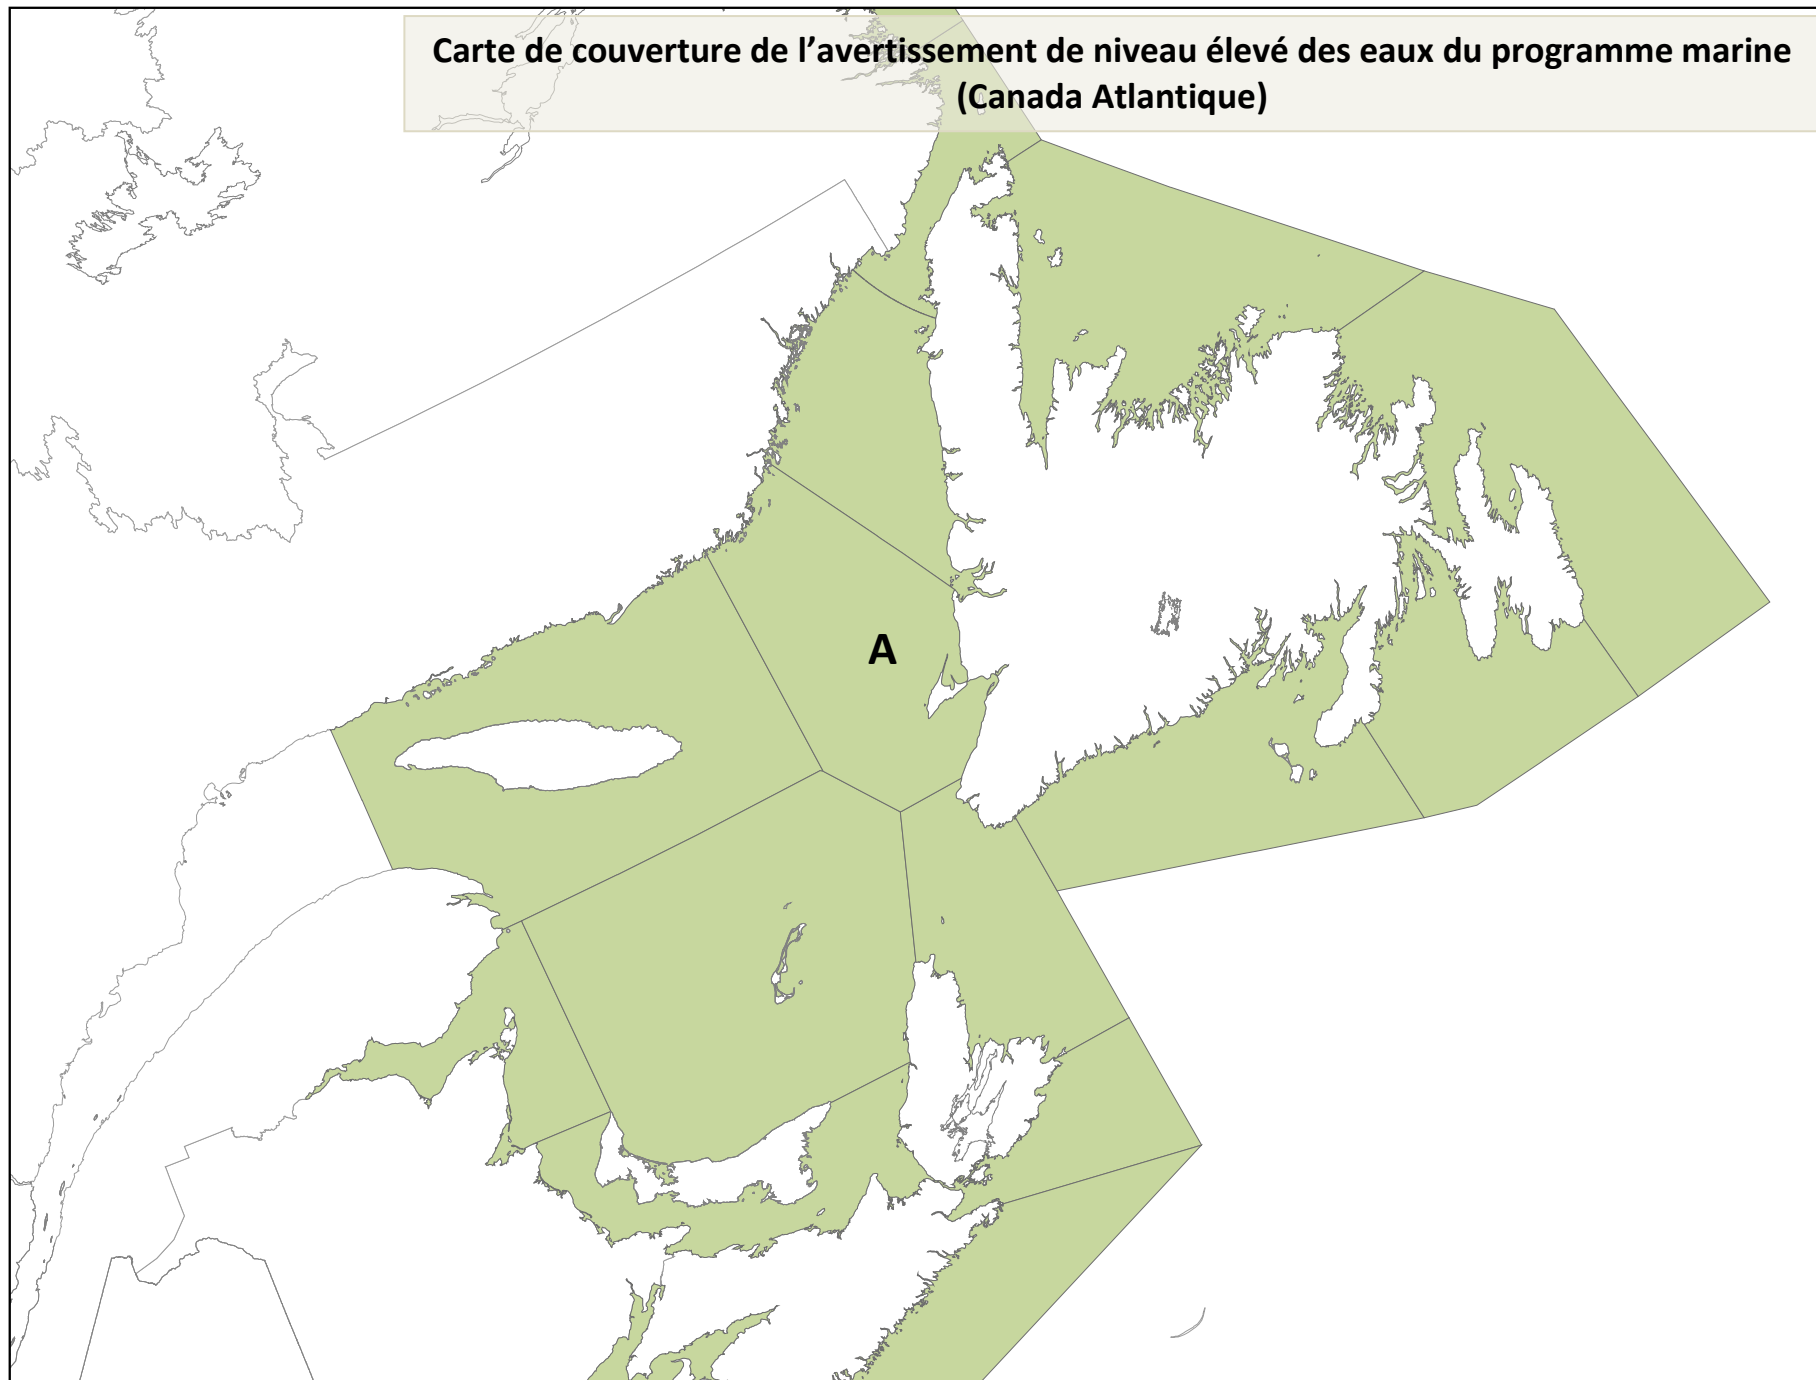 Carte de couverture de l’avertissement de niveau élevé des eaux du programme marine
(Canada Atlantique)
A